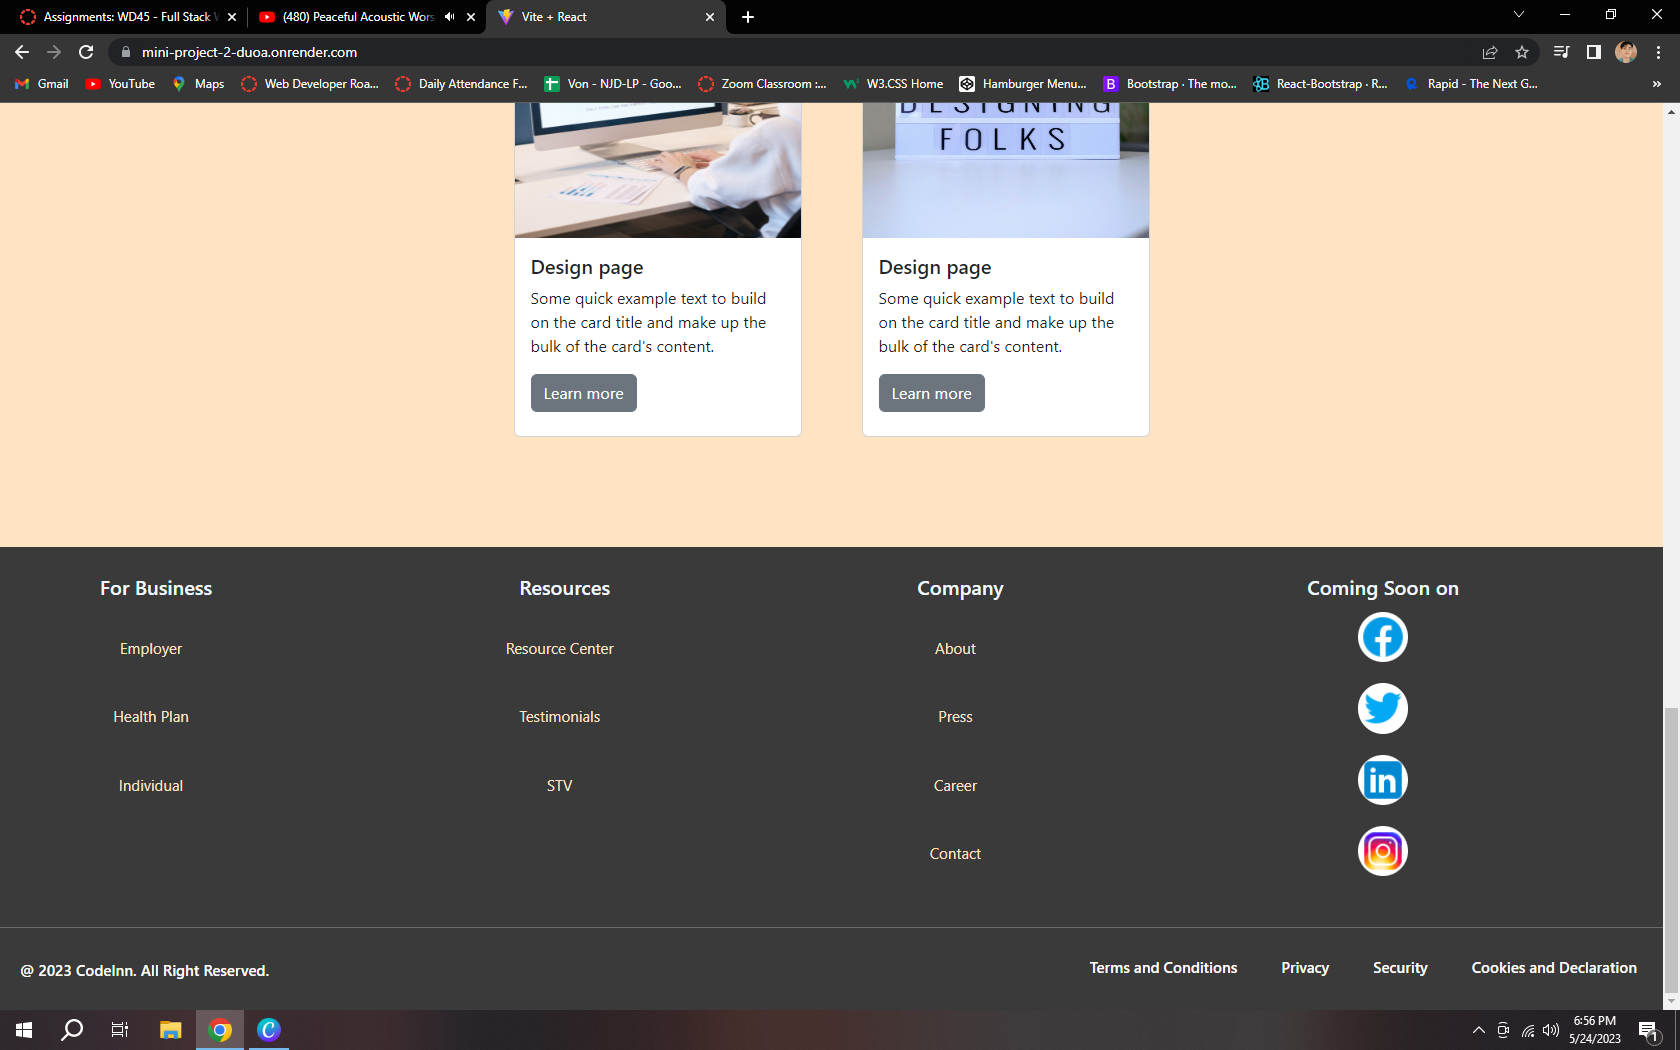 Assignments: WD45 - Full Stack
(480) Peaceful Acoustic Wors
Vite + React
mini-project-2-duoa.onrender.com
Gmail
YouTube
Maps
Web Developer Roa...
Daily Attendance F...
Von - NJD-LP - Goo...
Zoom Classroom :...
W3.CSS Home
Hamburger Menu...
Bootstrap · The mo...
React-Bootstrap · R...
Rapid - The Next G...
DESIGNING
FOLKS
Design page
Some quick example text to build
on the card title and make up the
bulk of the card's content.
Learn more
Design page
Some quick example text to build
on the card title and make up the
bulk of the card's content.
Learn more
For Business
Employer
Health Plan
Individual
Resources
Resource Center
Testimonials
STV
Company
About
Press
Career
Contact
Coming Soon on
@ 2023 CodeInn. All Right Reserved.
Terms and Conditions
Privacy
Security
Cookies and Declaration
6:56 PM
5/24/2023
1